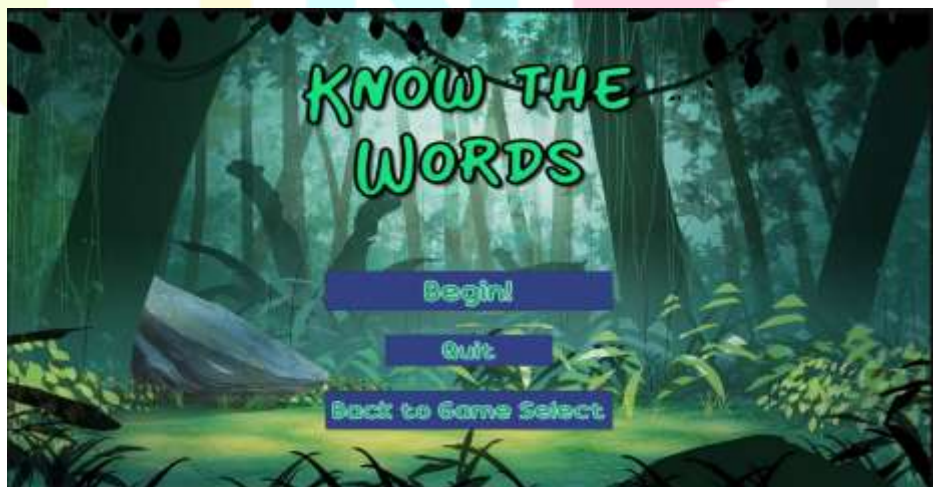 KNOW THE
WORDS
Begin!
Quit
Back to Game Select